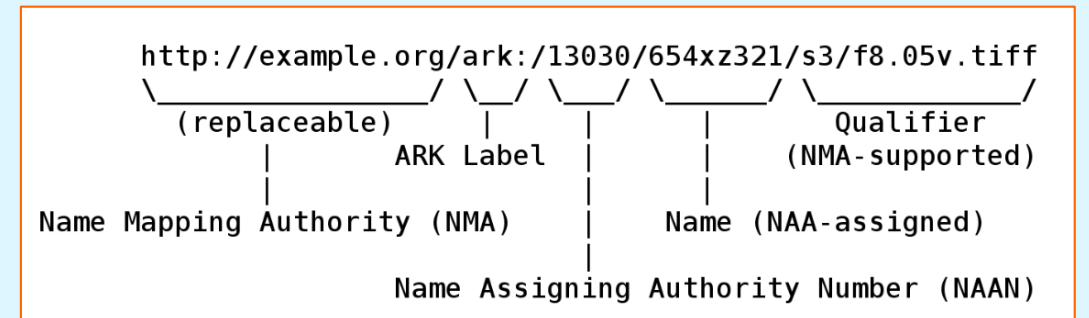 http://example.org/ark:/13030/654xz321/s3/f8.05v.tiff
\________________/ \__/ \___/ \______/ \____________/
(replaceable) | | | Qualifier
| ARK Label | | (NMA-supported)
| | |
Name Mapping Authority (NMA) | Name (NAA-assigned)
|
Name Assigning Authority Number (NAAN)